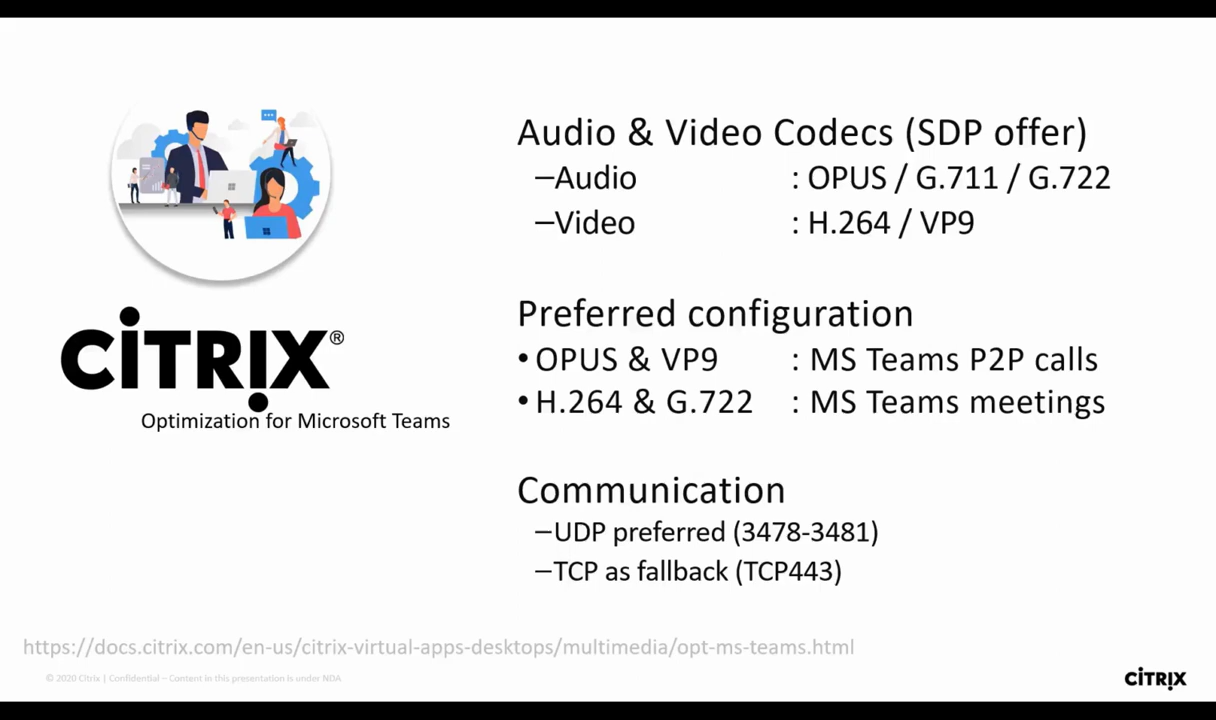 Audio & Video Codecs (SDP offer)
–Audio : OPUS / G.711 / G.722
–Video : H.264 / VP9
CITRIX®
Optimization for Microsoft Teams
Preferred configuration
• OPUS & VP9 : MS Teams P2P calls
• H.264 & G.722 : MS Teams meetings
Communication
–UDP preferred (3478-3481)
–TCP as fallback (TCP443)
https://docs.citrix.com/en-us/citrix-virtual-apps-desktops/multimedia/opt-ms-teams.html
© 2020 Citrix | Confidential – Content in this presentation is under NDA
CITRIX